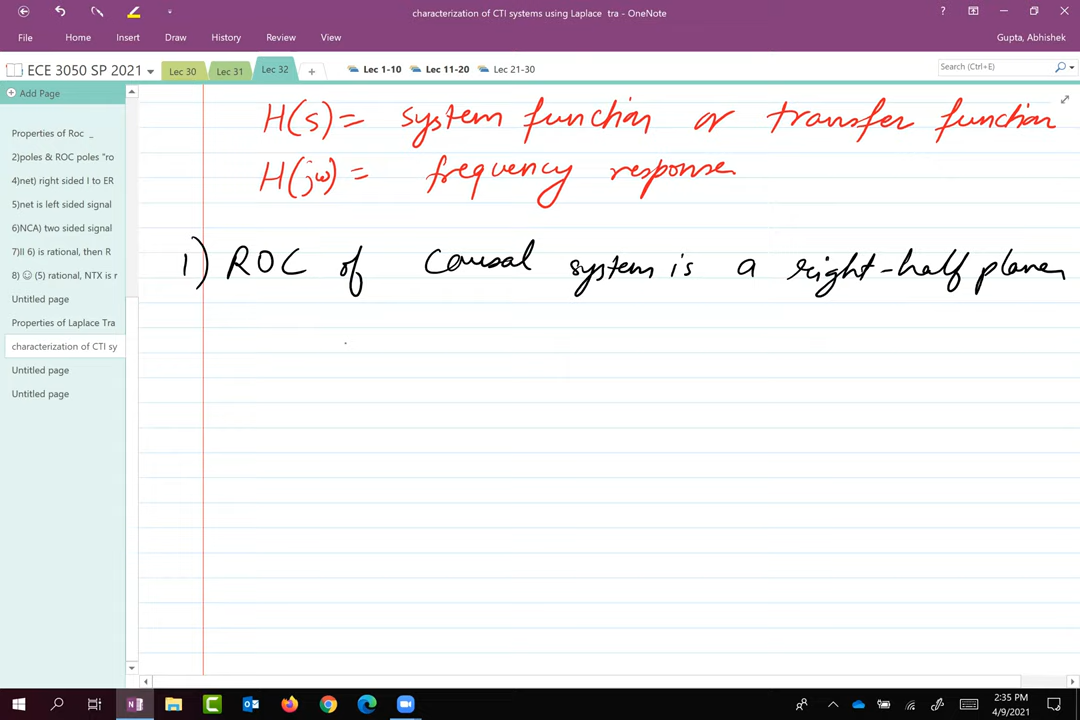 characterization of CTI systems using Laplace tra - OneNote
File Home Insert Draw History Review View
Gupta, Abhishek
ECE 3050 SP 2021
Lec 30
Lec 31
Lec 32
Lec 1-10
Lec 11-20
Lec 21-30
Search (Ctrl+E)
Add Page
Properties of Roc _
2)poles & ROC poles "ro
4)net) right sided I to ER
5)net is left sided signal
6)NCA) two sided signal
7)II 6) is rational, then R
8) ☺ (5) rational, NTX is r
Untitled page
Properties of Laplace Tra
characterization of CTI sy
Untitled page
Untitled page
H(s) = system function or transfer function
H(jω) = frequency response
1) ROC of causal system is a right-half plane
2:35 PM
4/9/2021